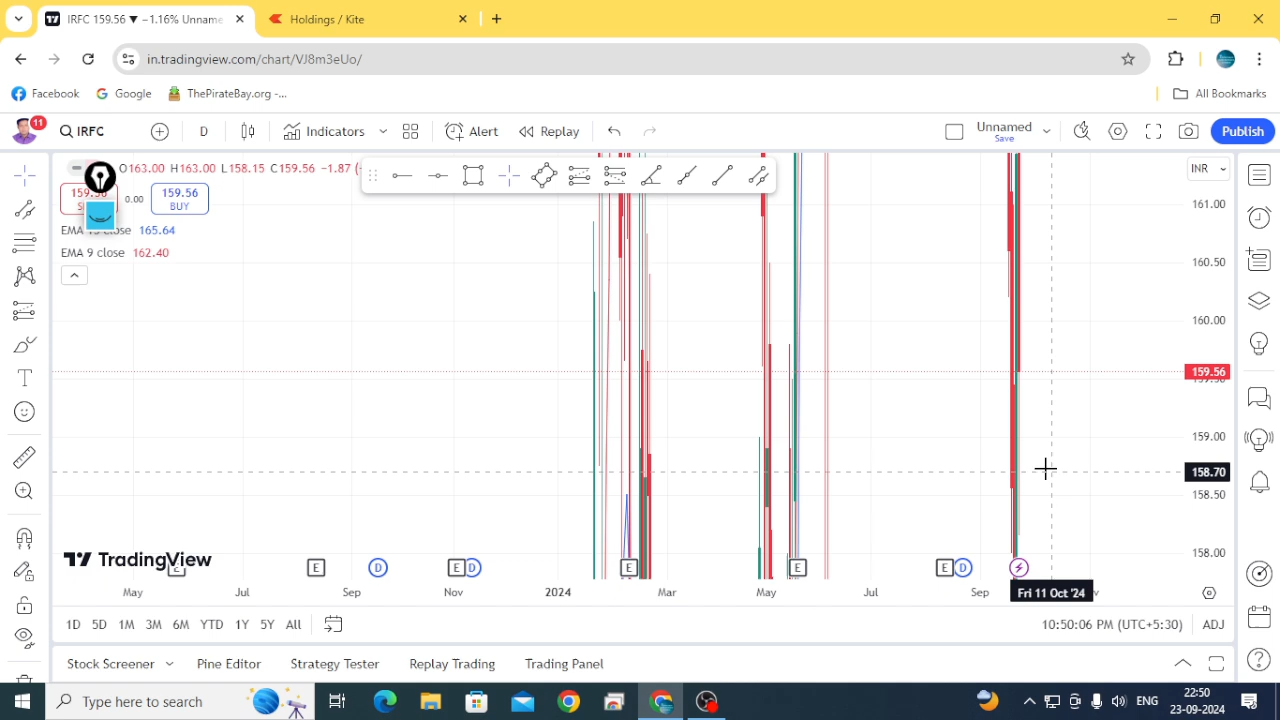 IRFC 159.56 ▼ −1.16% Unname
Holdings / Kite
in.tradingview.com/chart/VJ8m3eUo/
Facebook
Google
ThePirateBay.org -...
All Bookmarks
11
IRFC
D
Indicators
Alert
Replay
Unnamed
Save
Publish
O163.00 H163.00 L158.15 C159.56 −1.87 (
INR
159.56
0.00
159.56
BUY
close 165.64
EMA 9 close 162.40
161.00
160.50
160.00
159.56
159.00
158.70
158.50
158.00
TradingView
E E D E D E E E D
May Jul Sep Nov 2024 Mar May Jul Sep
Fri 11 Oct '24
1D 5D 1M 3M 6M YTD 1Y 5Y All
10:50:06 PM (UTC+5:30) ADJ
Stock Screener Pine Editor Strategy Tester Replay Trading Trading Panel
Type here to search
ENG
22:50
23-09-2024